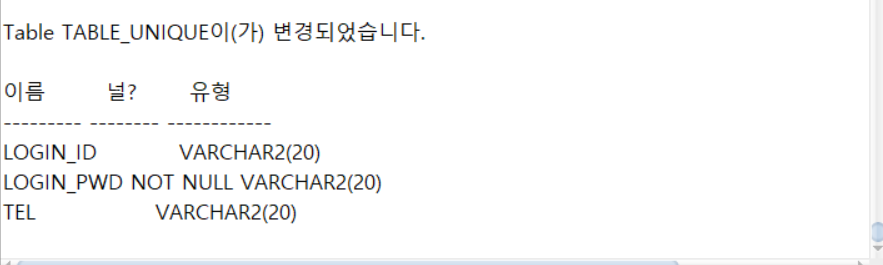 Table TABLE_UNIQUE이(가) 변경되었습니다.
이름 널? 유형
--------- -------- ------------
LOGIN_ID VARCHAR2(20)
LOGIN_PWD NOT NULL VARCHAR2(20)
TEL VARCHAR2(20)